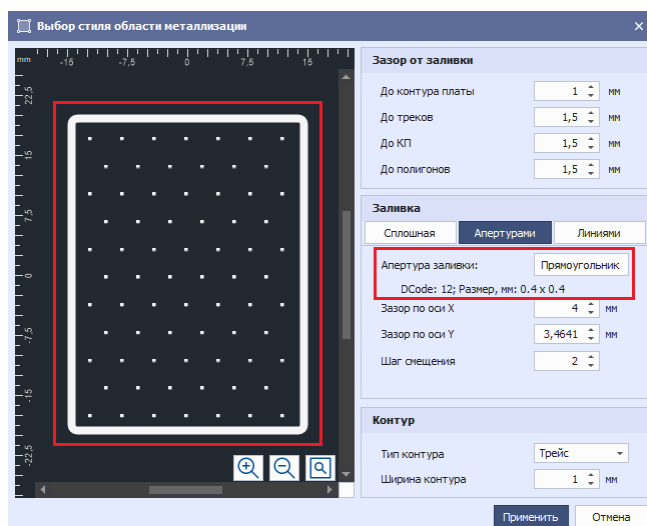 Выбор стиля области металлизации
mm
-15 -7,5 0 7,5 15
22,5
15
7,5
0
-7,5
-15
-22,5
Зазор от заливки
До контура платы 1 мм
До треков 1,5 мм
До КП 1,5 мм
До полигонов 1,5 мм
Заливка
Сплошная Апертурами Линиями
Апертура заливки: Прямоугольник
DCode: 12; Размер, мм: 0.4 x 0.4
Зазор по оси X 4 мм
Зазор по оси Y 3,4641 мм
Шаг смещения 2
Контур
Тип контура Трейс
Ширина контура 1 мм
Применить Отмена